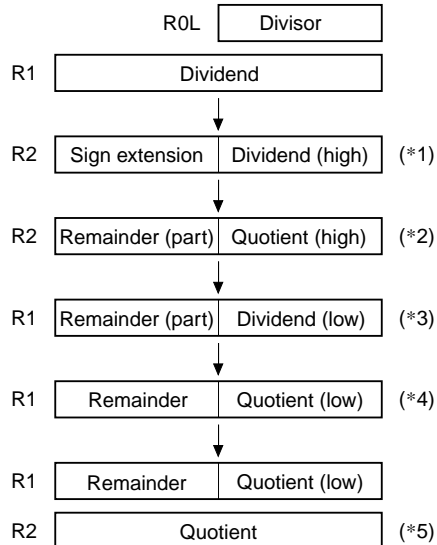 R0L Divisor
R1 Dividend
R2 Sign extension Dividend (high) (*1)
R2 Remainder (part) Quotient (high) (*2)
R1 Remainder (part) Dividend (low) (*3)
R1 Remainder Quotient (low) (*4)
R1 Remainder Quotient (low)
R2 Quotient (*5)